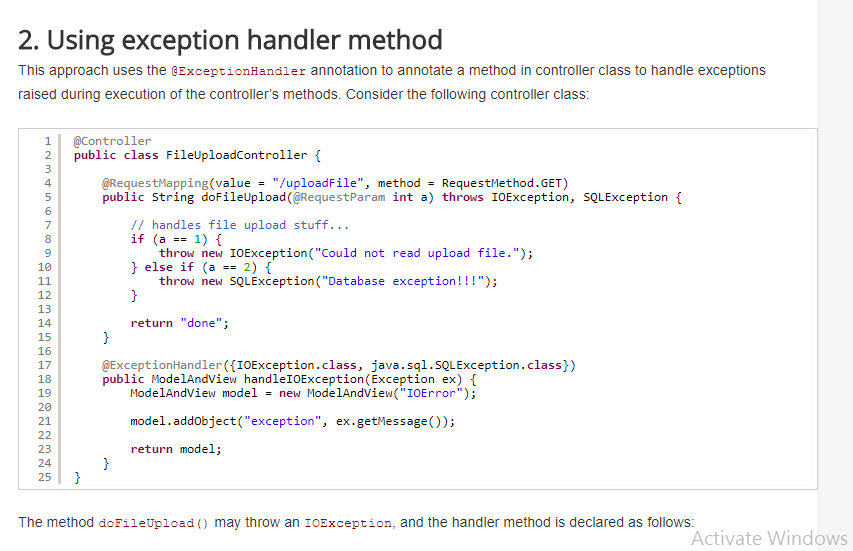 2. Using exception handler method
This approach uses the @ExceptionHandler annotation to annotate a method in controller class to handle exceptions
raised during execution of the controller's methods. Consider the following controller class:
1 @Controller
2 public class FileUploadController {
3
4 @RequestMapping(value = "/uploadFile", method = RequestMethod.GET)
5 public String doFileUpload(@RequestParam int a) throws IOException, SQLException {
6
7 // handles file upload stuff...
8 if (a == 1) {
9 throw new IOException("Could not read upload file.");
10 } else if (a == 2) {
11 throw new SQLException("Database exception!!!");
12 }
13
14 return "done";
15 }
16
17 @ExceptionHandler({IOException.class, java.sql.SQLException.class})
18 public ModelAndView handleIOException(Exception ex) {
19 ModelAndView model = new ModelAndView("IOError");
20
21 model.addObject("exception", ex.getMessage());
22
23 return model;
24 }
25 }
The method doFileUpload() may throw an IOException, and the handler method is declared as follows:
Activate Windows